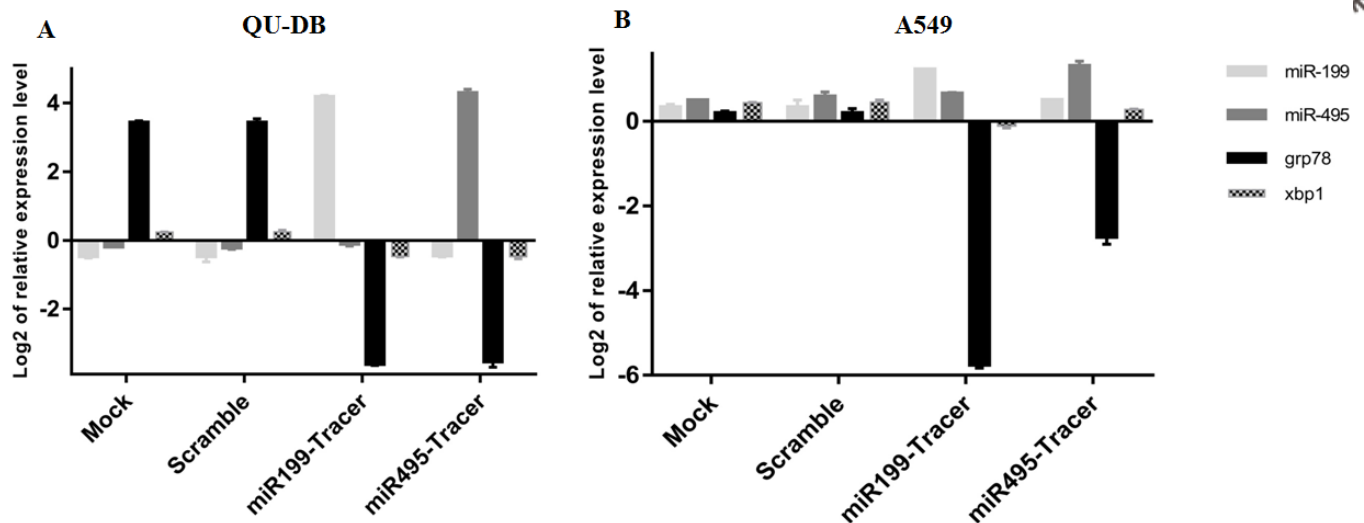 A
QU-DB
Log2 of relative expression level
4
2
0
-2
Mock
Scramble
miR199-Tracer
miR495-Tracer
B
A549
Log2 of relative expression level
0
-2
-4
-6
Mock
Scramble
miR199-Tracer
miR495-Tracer
miR-199
miR-495
grp78
xbp1